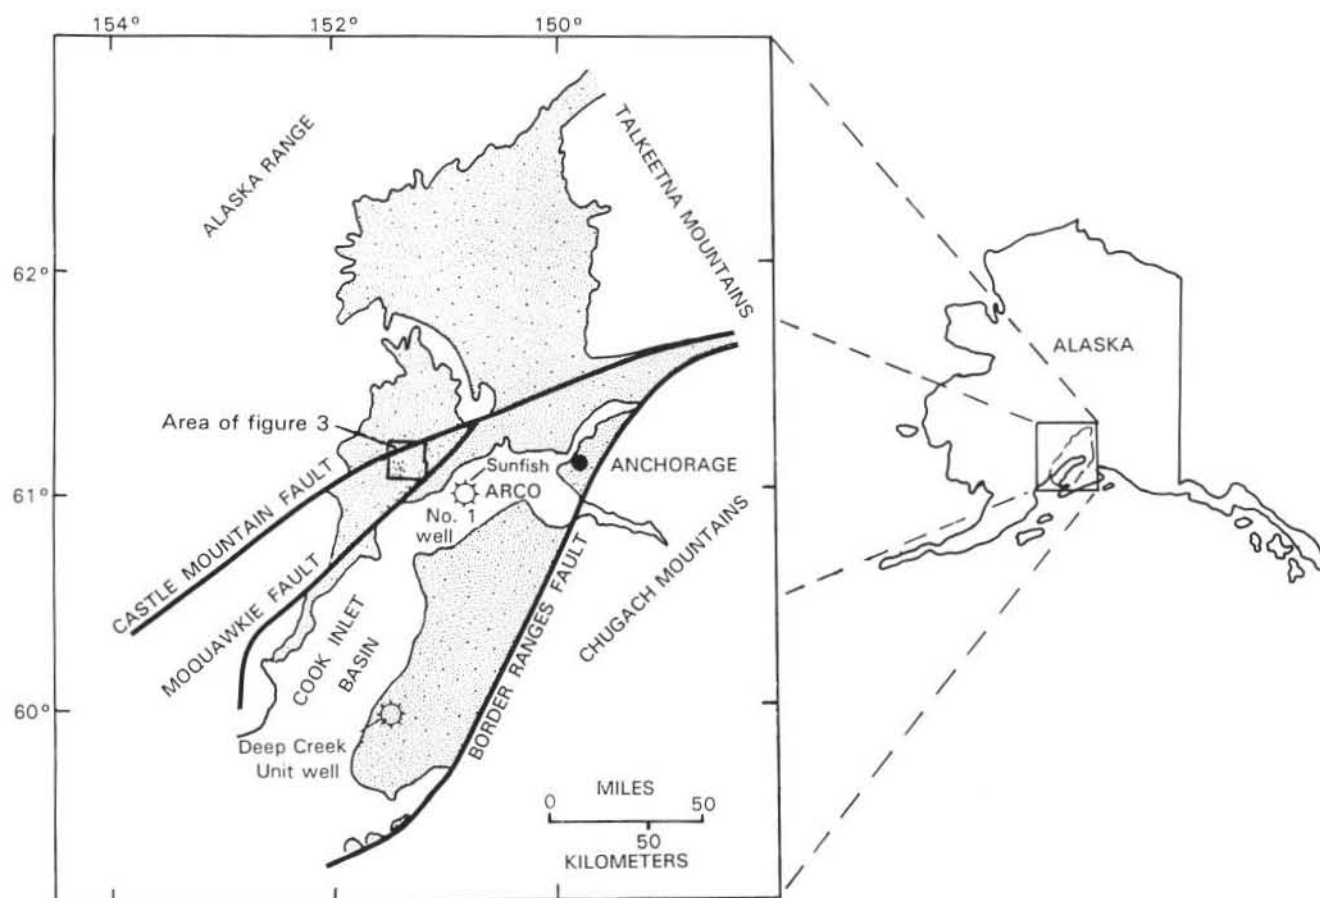 154°
152°
150°
ALASKA RANGE
TALKEETNA MOUNTAINS
62°
ALASKA
Area of figure 3
Sunfish
ANCHORAGE
61°
ARCO
No. 1
well
CASTLE MOUNTAIN FAULT
MOQUAWKIE FAULT
COOK INLET
BASIN
BORDER RANGES FAULT
CHUGACH MOUNTAINS
60°
Deep Creek
Unit well
MILES
0 50
50
KILOMETERS